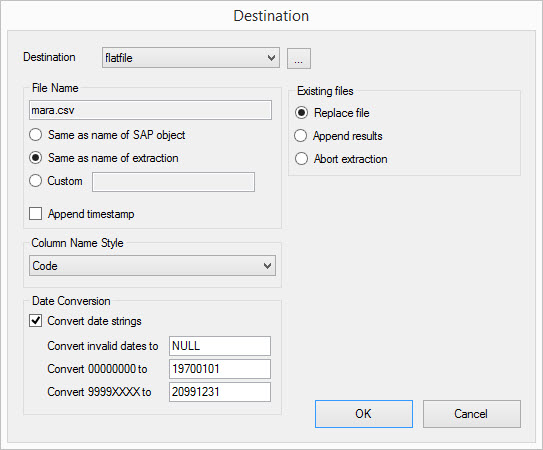 Destination
Destination flatfile ...
File Name
mara.csv
Same as name of SAP object
Same as name of extraction
Custom
Append timestamp
Existing files
Replace file
Append results
Abort extraction
Column Name Style
Code
Date Conversion
Convert date strings
Convert invalid dates to NULL
Convert 00000000 to 19700101
Convert 9999XXXX to 20991231
OK Cancel